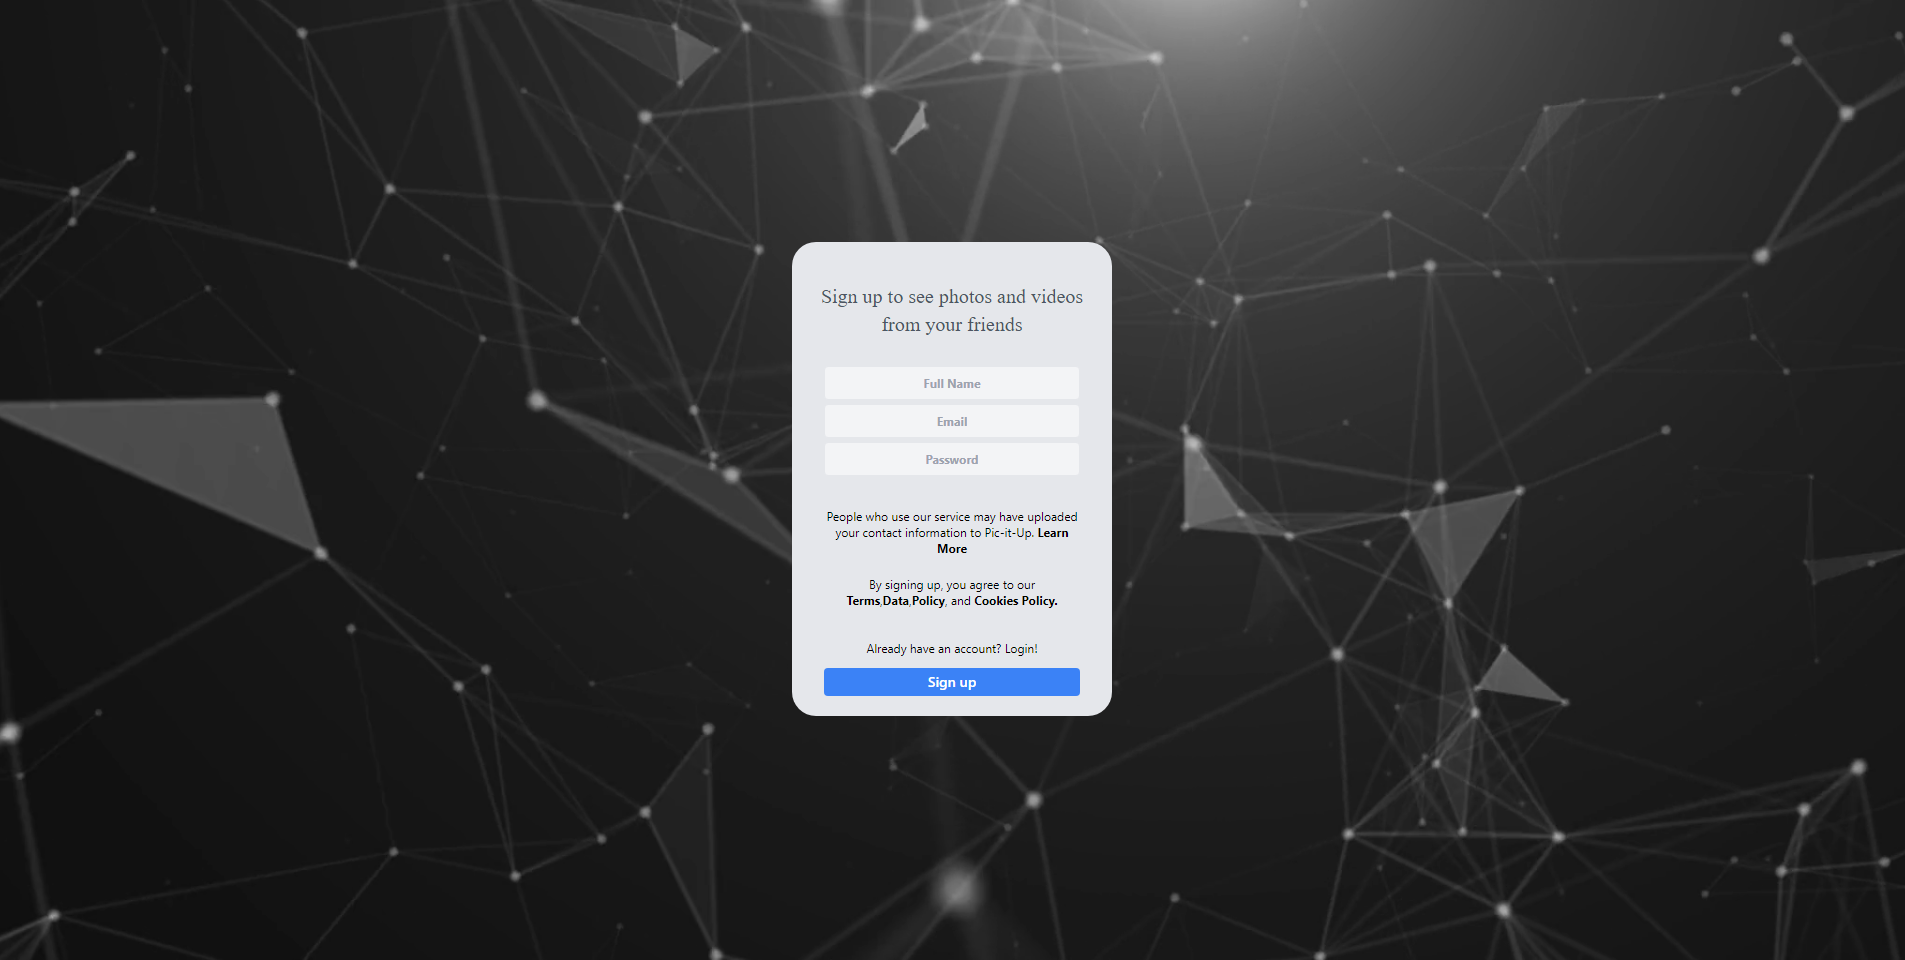 Sign up to see photos and videos
from your friends
Full Name
Email
Password
People who use our service may have uploaded
your contact information to Pic-it-Up. Learn
More
By signing up, you agree to our
Terms,Data,Policy, and Cookies Policy.
Already have an account? Login!
Sign up